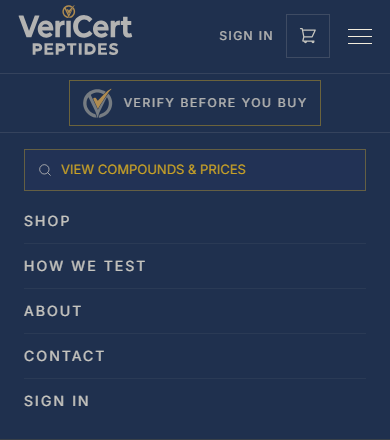 VeriCert
PEPTIDES
SIGN IN
VERIFY BEFORE YOU BUY
VIEW COMPOUNDS & PRICES
SHOP
HOW WE TEST
ABOUT
CONTACT
SIGN IN